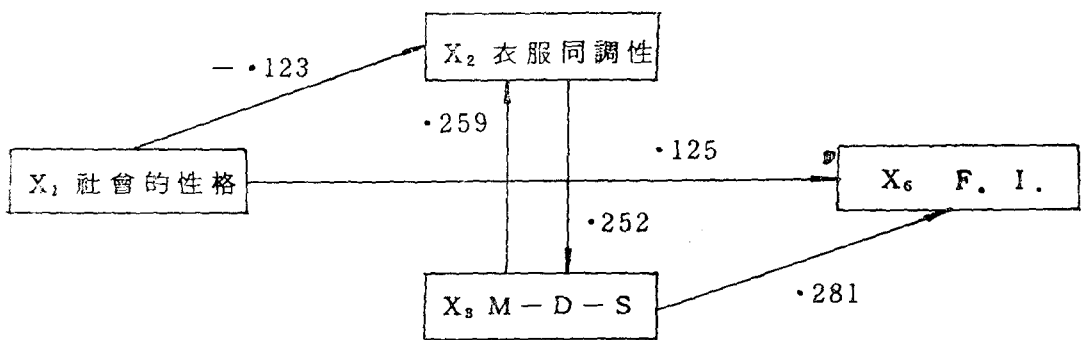 X₂ 衣服同調性
− ·123
·259
·125
X₁ 社會的性格
X₆ F. I.
·252
X₃ M − D − S
·281